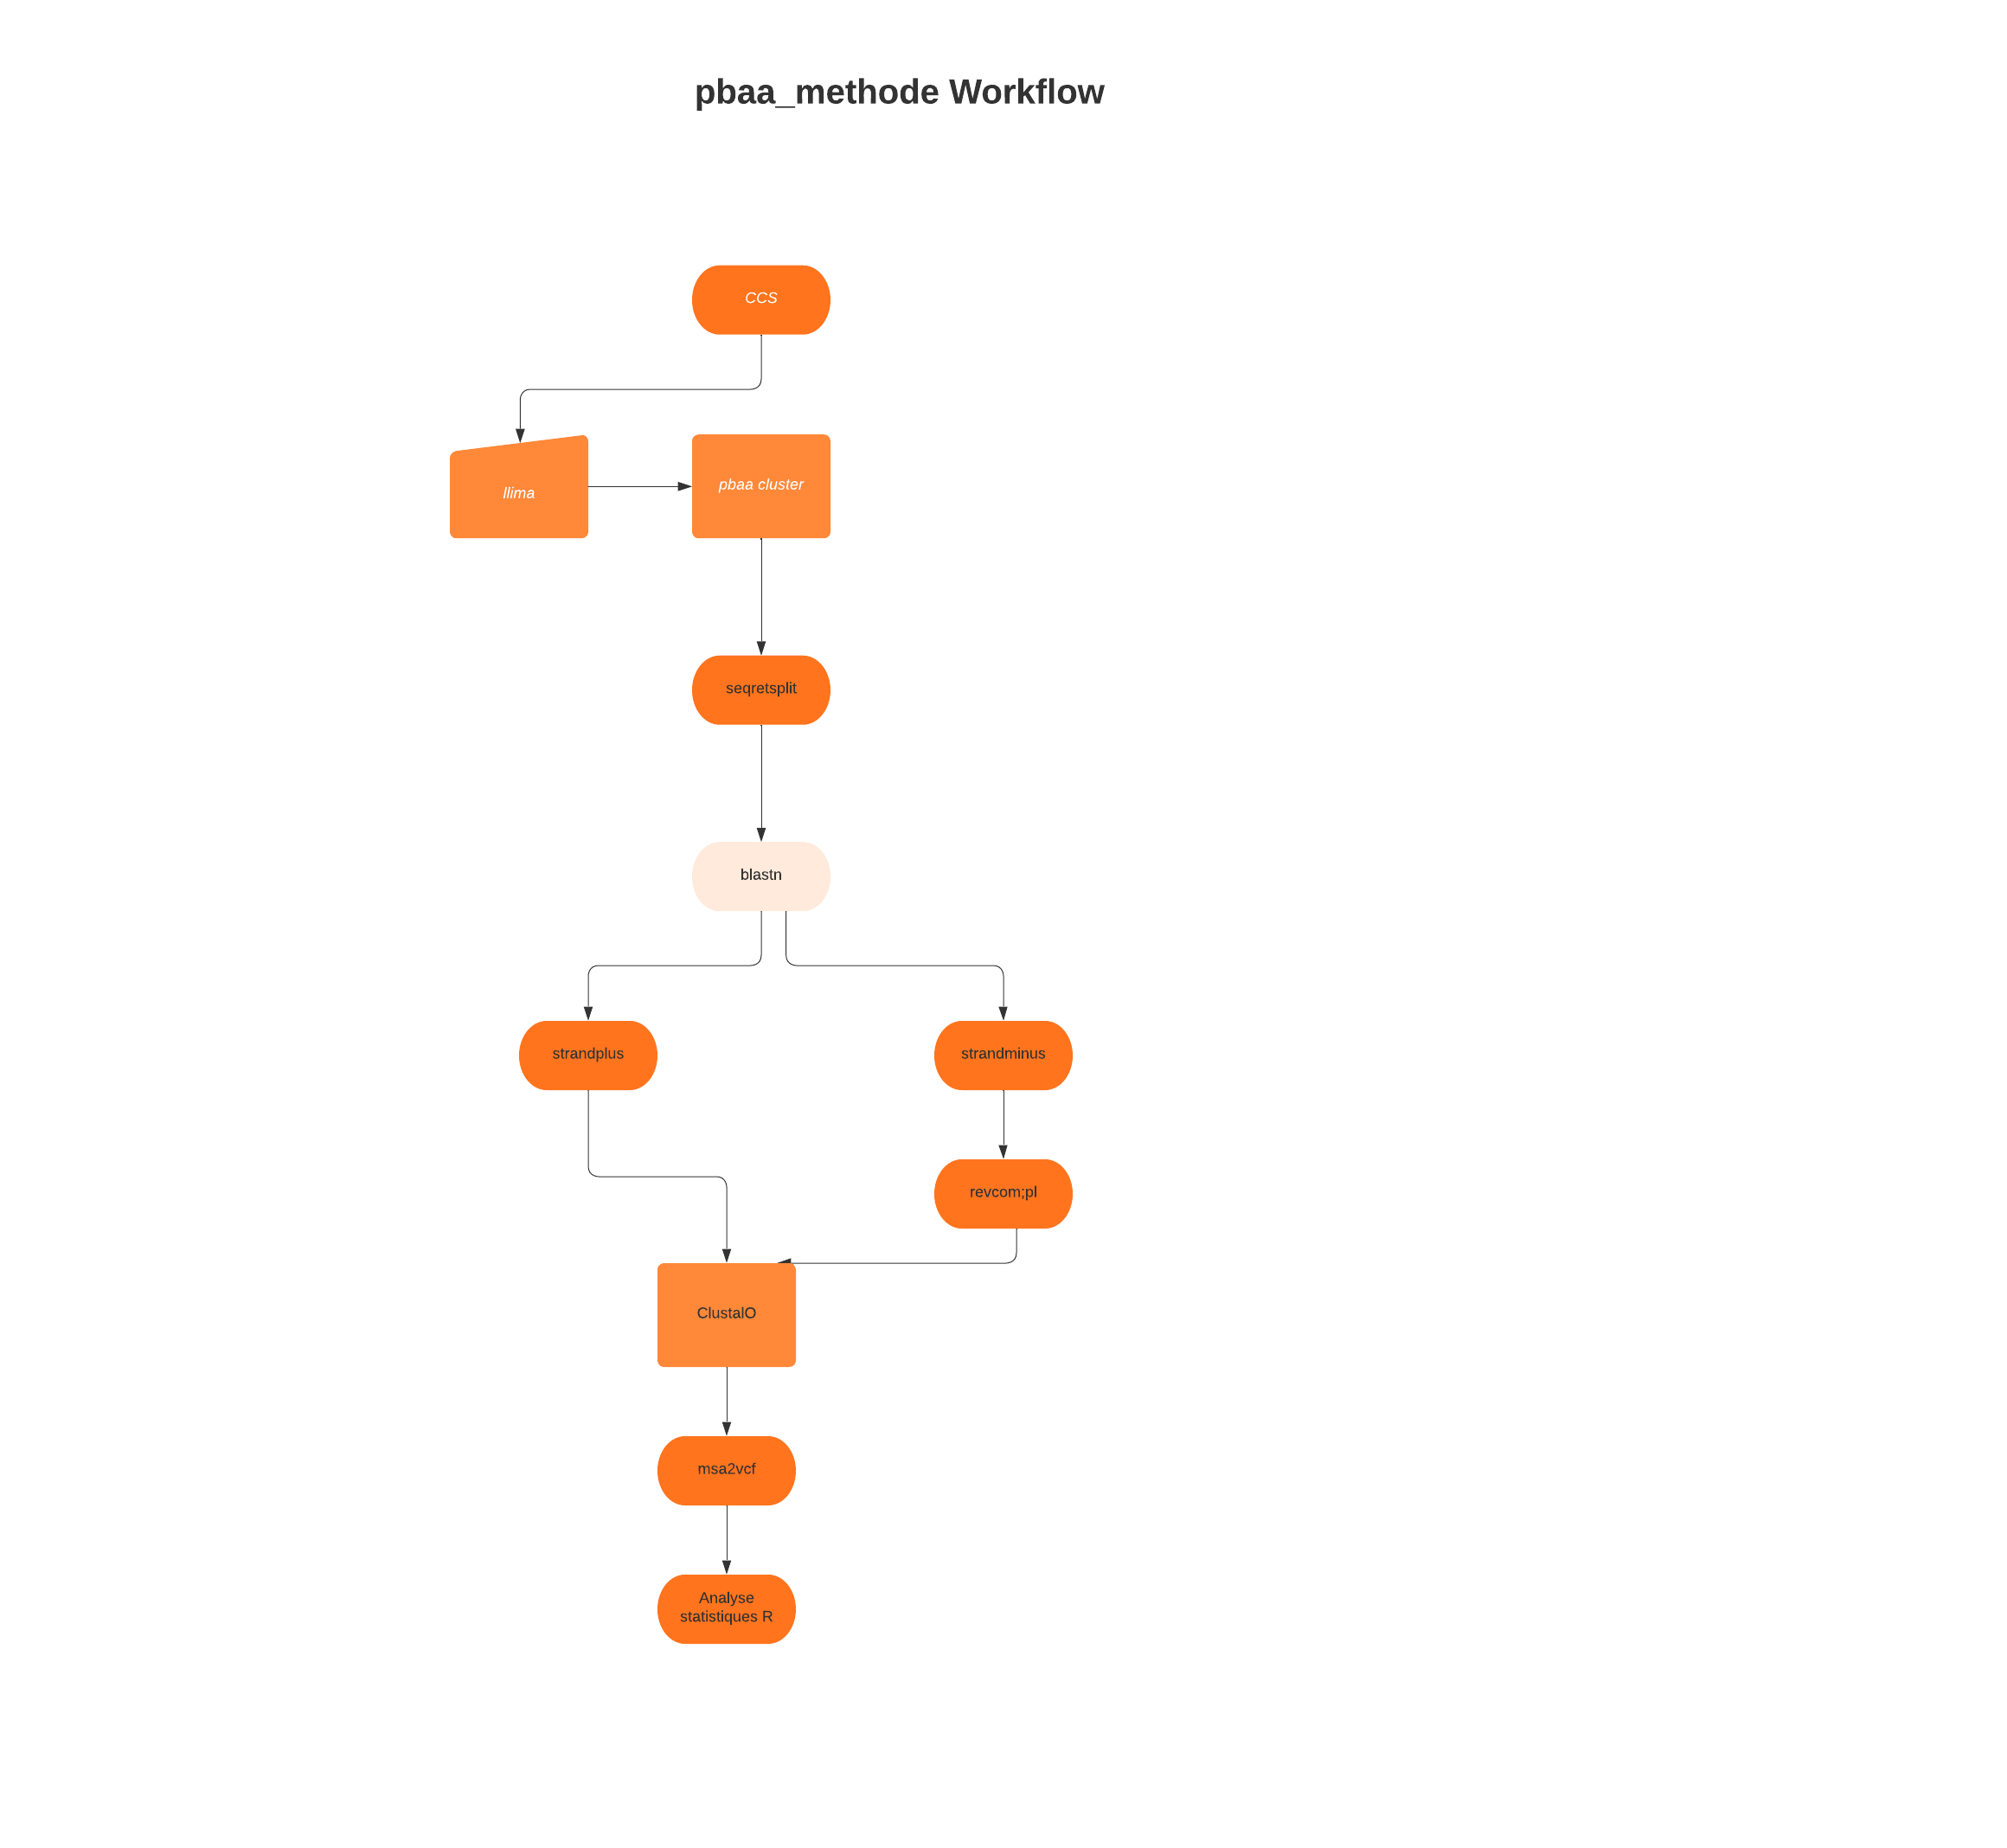 pbaa_methode Workflow
CCS
llima
pbaa cluster
seqretsplit
blastn
strandplus
strandminus
revcom;pl
ClustalO
msa2vcf
Analyse
statistiques R